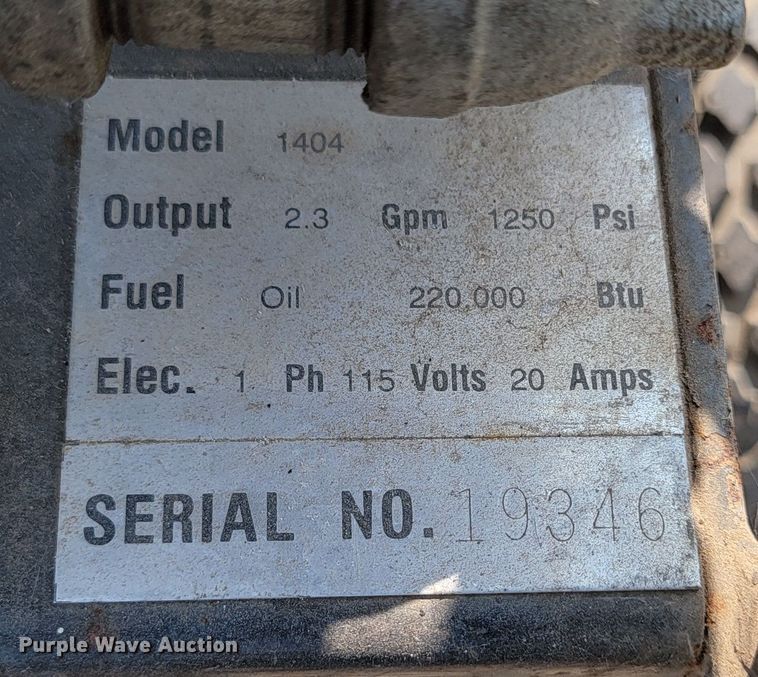 Model 1404
Output 2.3 Gpm 1250 Psi
Fuel Oil 220.000 Btu
Elec. 1 Ph 115 Volts 20 Amps
SERIAL NO. 19346
Purple Wave Auction